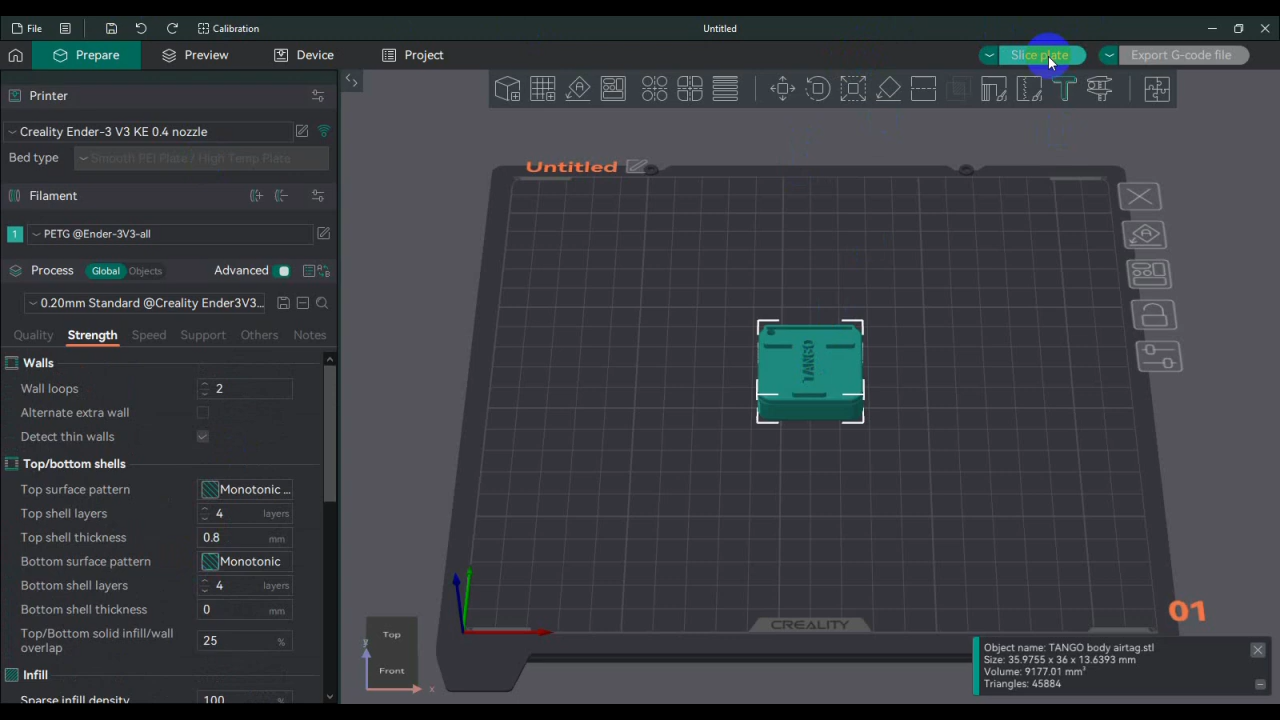 File
Calibration
Untitled
Prepare
Preview
Device
Project
Slice plate
Export G-code file
Printer
Creality Ender-3 V3 KE 0.4 nozzle
Bed type
Smooth PEI Plate / High Temp Plate
Filament
1
PETG @Ender-3V3-all
Process
Global
Objects
Advanced
0.20mm Standard @Creality Ender3V3...
Quality
Strength
Speed
Support
Others
Notes
Walls
Wall loops
2
Alternate extra wall
Detect thin walls
Top/bottom shells
Top surface pattern
Monotonic ...
Top shell layers
4
layers
Top shell thickness
0.8
mm
Bottom surface pattern
Monotonic
Bottom shell layers
4
layers
Bottom shell thickness
0
mm
Top/Bottom solid infill/wall
overlap
25
%
Infill
Sparse infill density
100
%
Untitled
TANGO
CREALITY
01
Top
Front
y
x
Object name: TANGO body airtag.stl
Size: 35.9755 x 36 x 13.6393 mm
Volume: 9177.01 mm³
Triangles: 45884